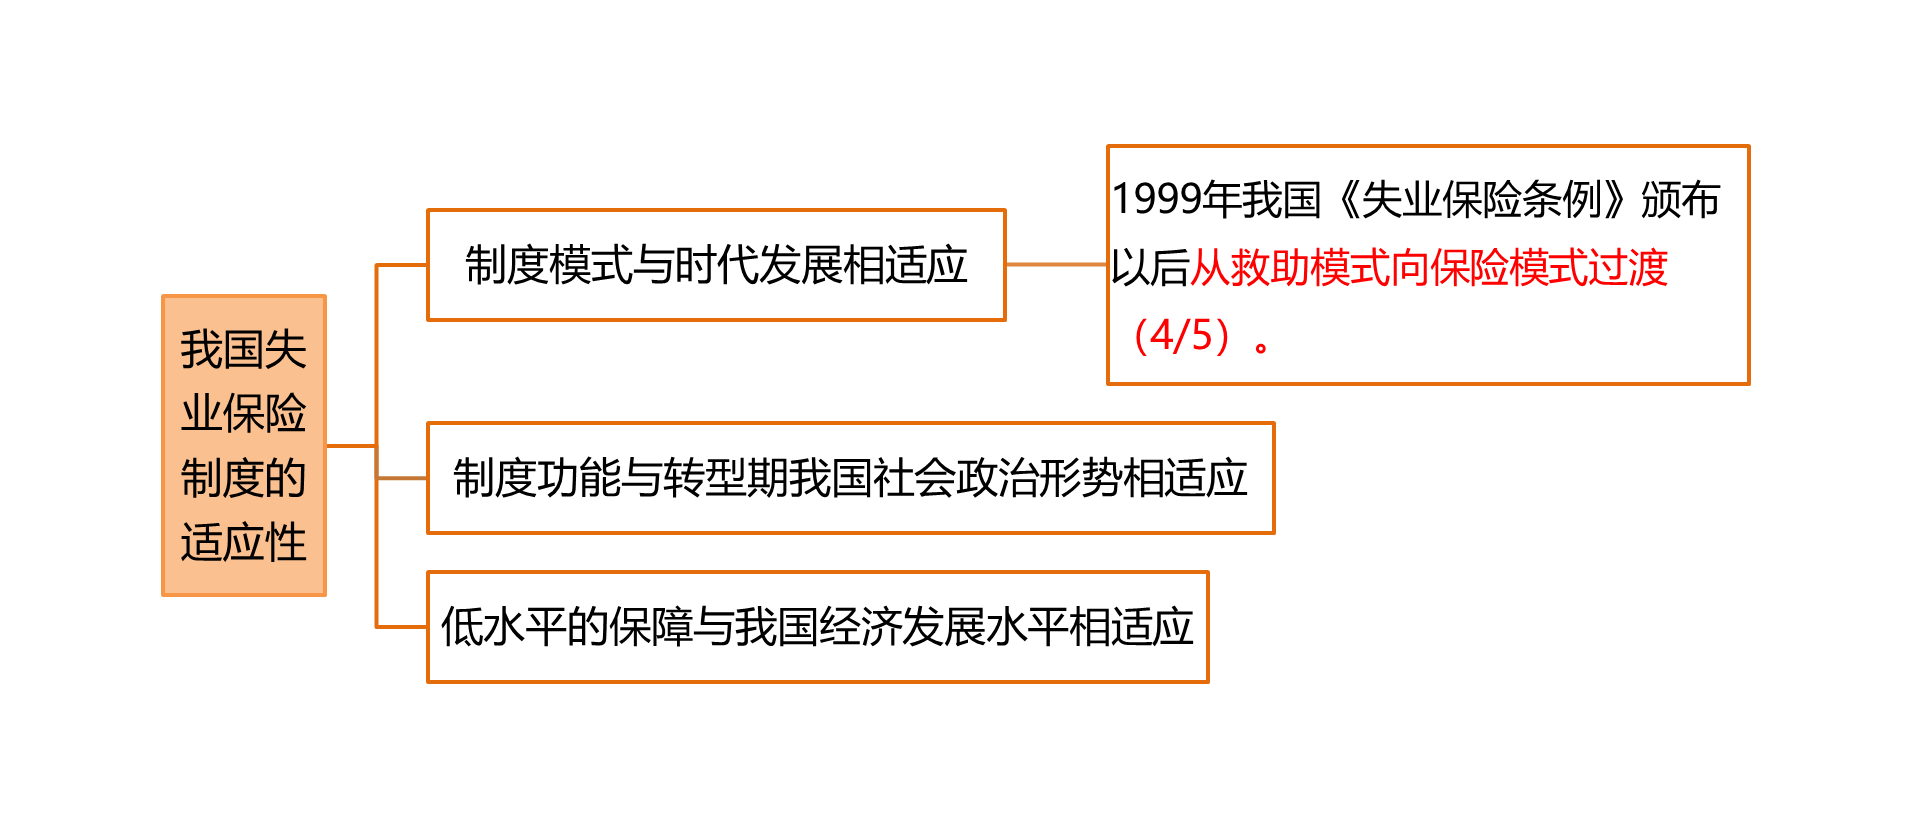 我国失
业保险
制度的
适应性
制度模式与时代发展相适应
1999年我国《失业保险条例》颁布
以后从救助模式向保险模式过渡
（4/5）。
制度功能与转型期我国社会政治形势相适应
低水平的保障与我国经济发展水平相适应